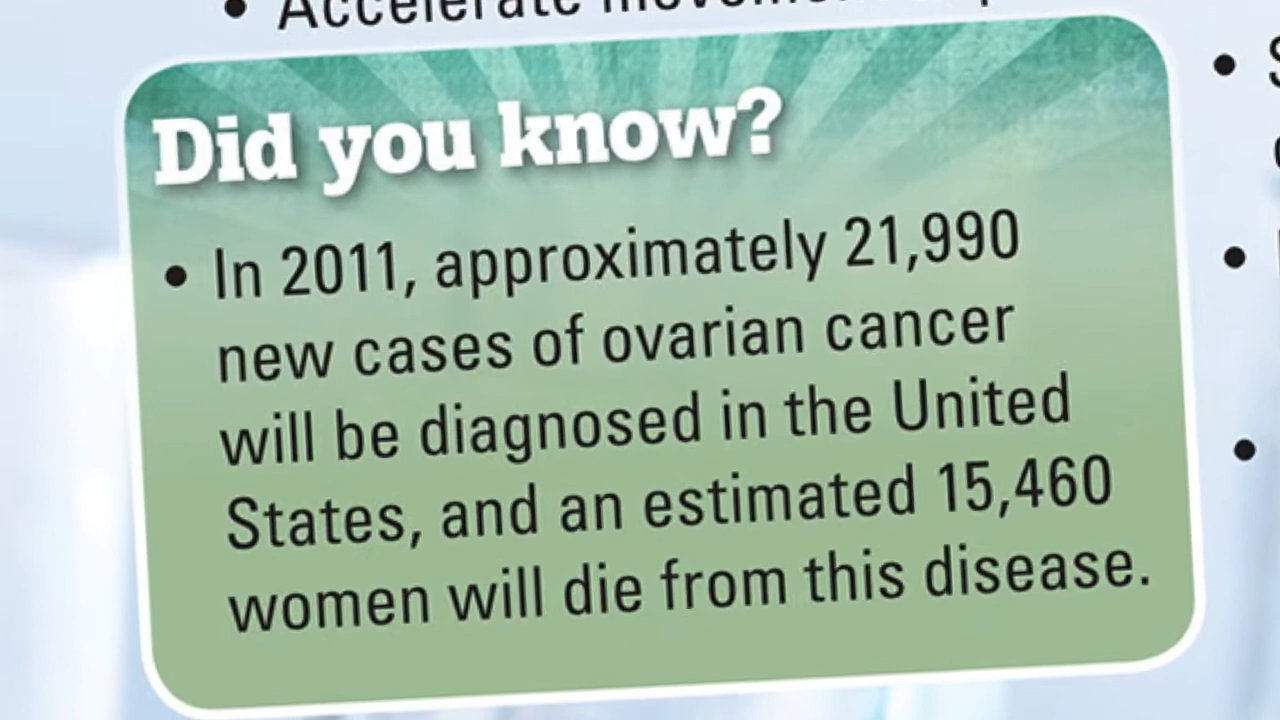 • Accelerate
Did you know?
• In 2011, approximately 21,990
new cases of ovarian cancer
will be diagnosed in the United
States, and an estimated 15,460
women will die from this disease.